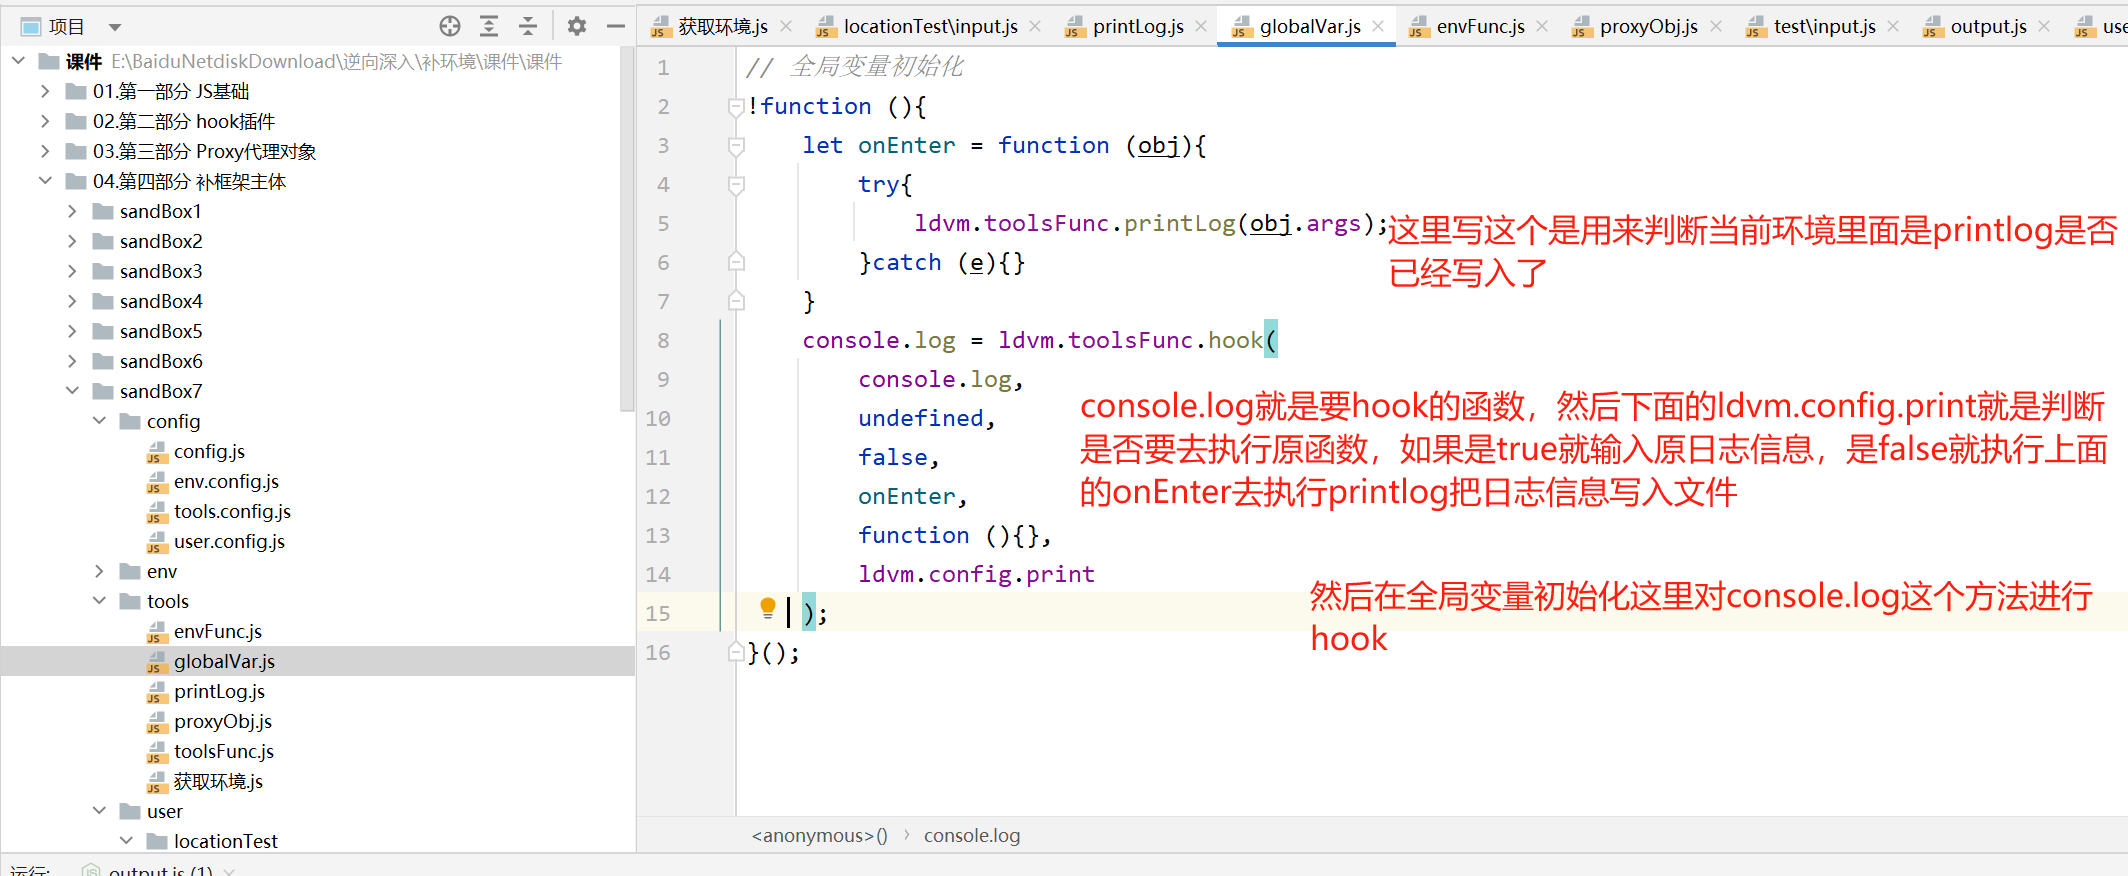 项目
获取环境.js
locationTest\input.js
printLog.js
globalVar.js
envFunc.js
proxyObj.js
test\input.js
output.js
use
课件 E:\BaiduNetdiskDownload\逆向深入\补环境\课件\课件
01.第一部分 JS基础
02.第二部分 hook插件
03.第三部分 Proxy代理对象
04.第四部分 补框架主体
sandBox1
sandBox2
sandBox3
sandBox4
sandBox5
sandBox6
sandBox7
config
config.js
env.config.js
tools.config.js
user.config.js
env
tools
envFunc.js
globalVar.js
printLog.js
proxyObj.js
toolsFunc.js
获取环境.js
user
locationTest
1 // 全局变量初始化
2 !function (){
3 let onEnter = function (obj){
4 try{
5 ldvm.toolsFunc.printLog(obj.args);
6 }catch (e){}
7 }
8 console.log = ldvm.toolsFunc.hook(
9 console.log,
10 undefined,
11 false,
12 onEnter,
13 function (){},
14 ldvm.config.print
15 );
16 }();
这里写这个是用来判断当前环境里面是printlog是否
已经写入了
console.log就是要hook的函数，然后下面的ldvm.config.print就是判断
是否要去执行原函数，如果是true就输入原日志信息，是false就执行上面
的onEnter去执行printlog把日志信息写入文件
然后在全局变量初始化这里对console.log这个方法进行
hook
<anonymous>() › console.log
运行: output.js (1)